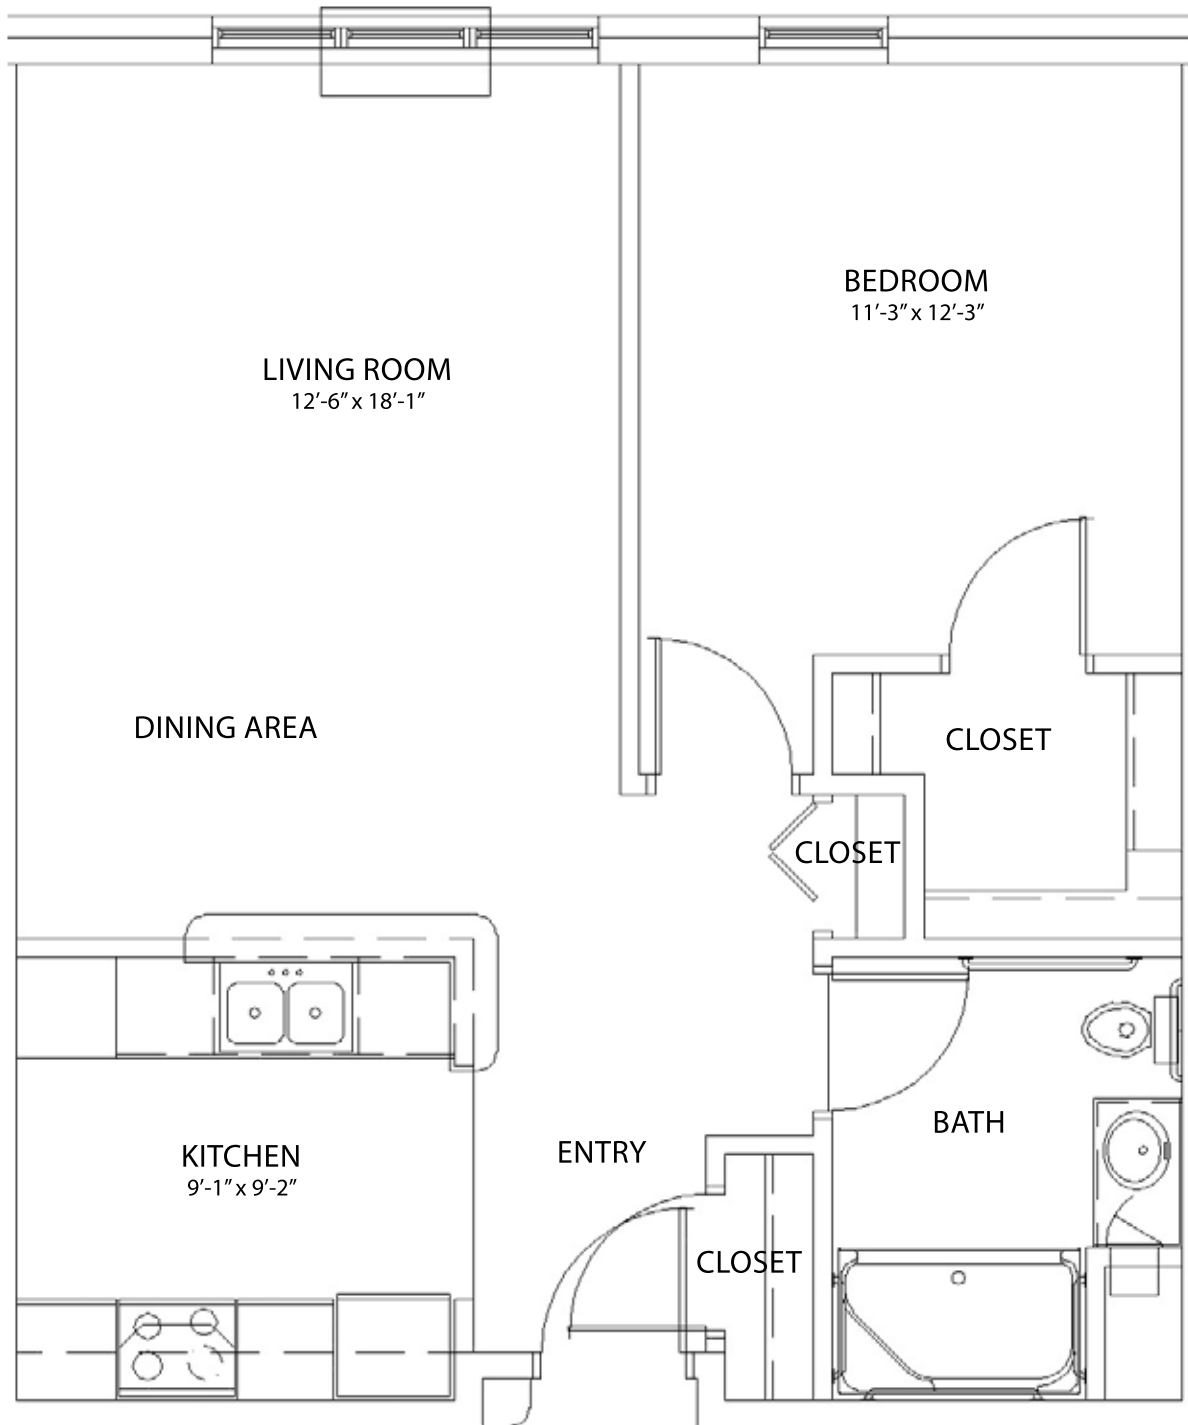 BEDROOM
11’-3” x 12’-3”
LIVING ROOM
12’-6” x 18’-1”
DINING AREA
CLOSET
CLOSET
BATH
ENTRY
KITCHEN
9’-1” x 9’-2”
CLOSET